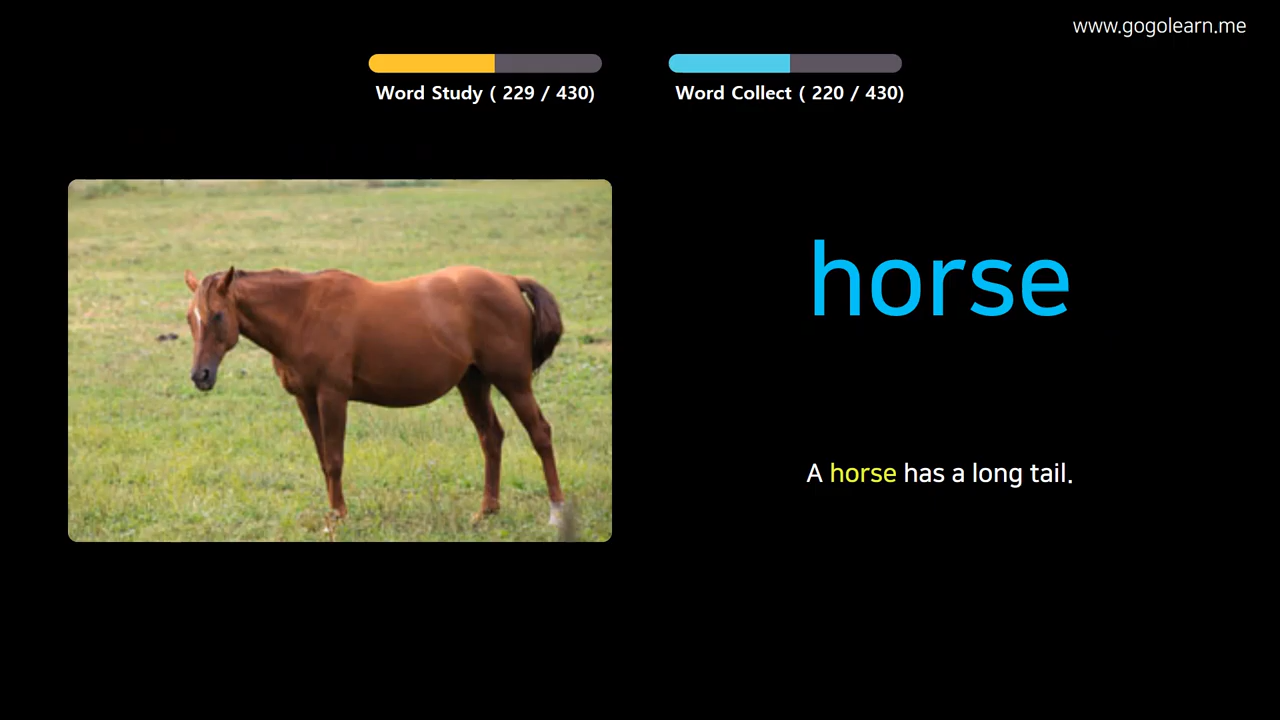 www.gogolearn.me
Word Study ( 229 / 430)
Word Collect ( 220 / 430)
horse
A horse has a long tail.